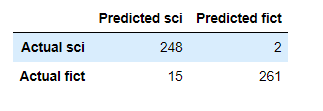 Predicted sci Predicted fict
Actual sci 248 2
Actual fict 15 261